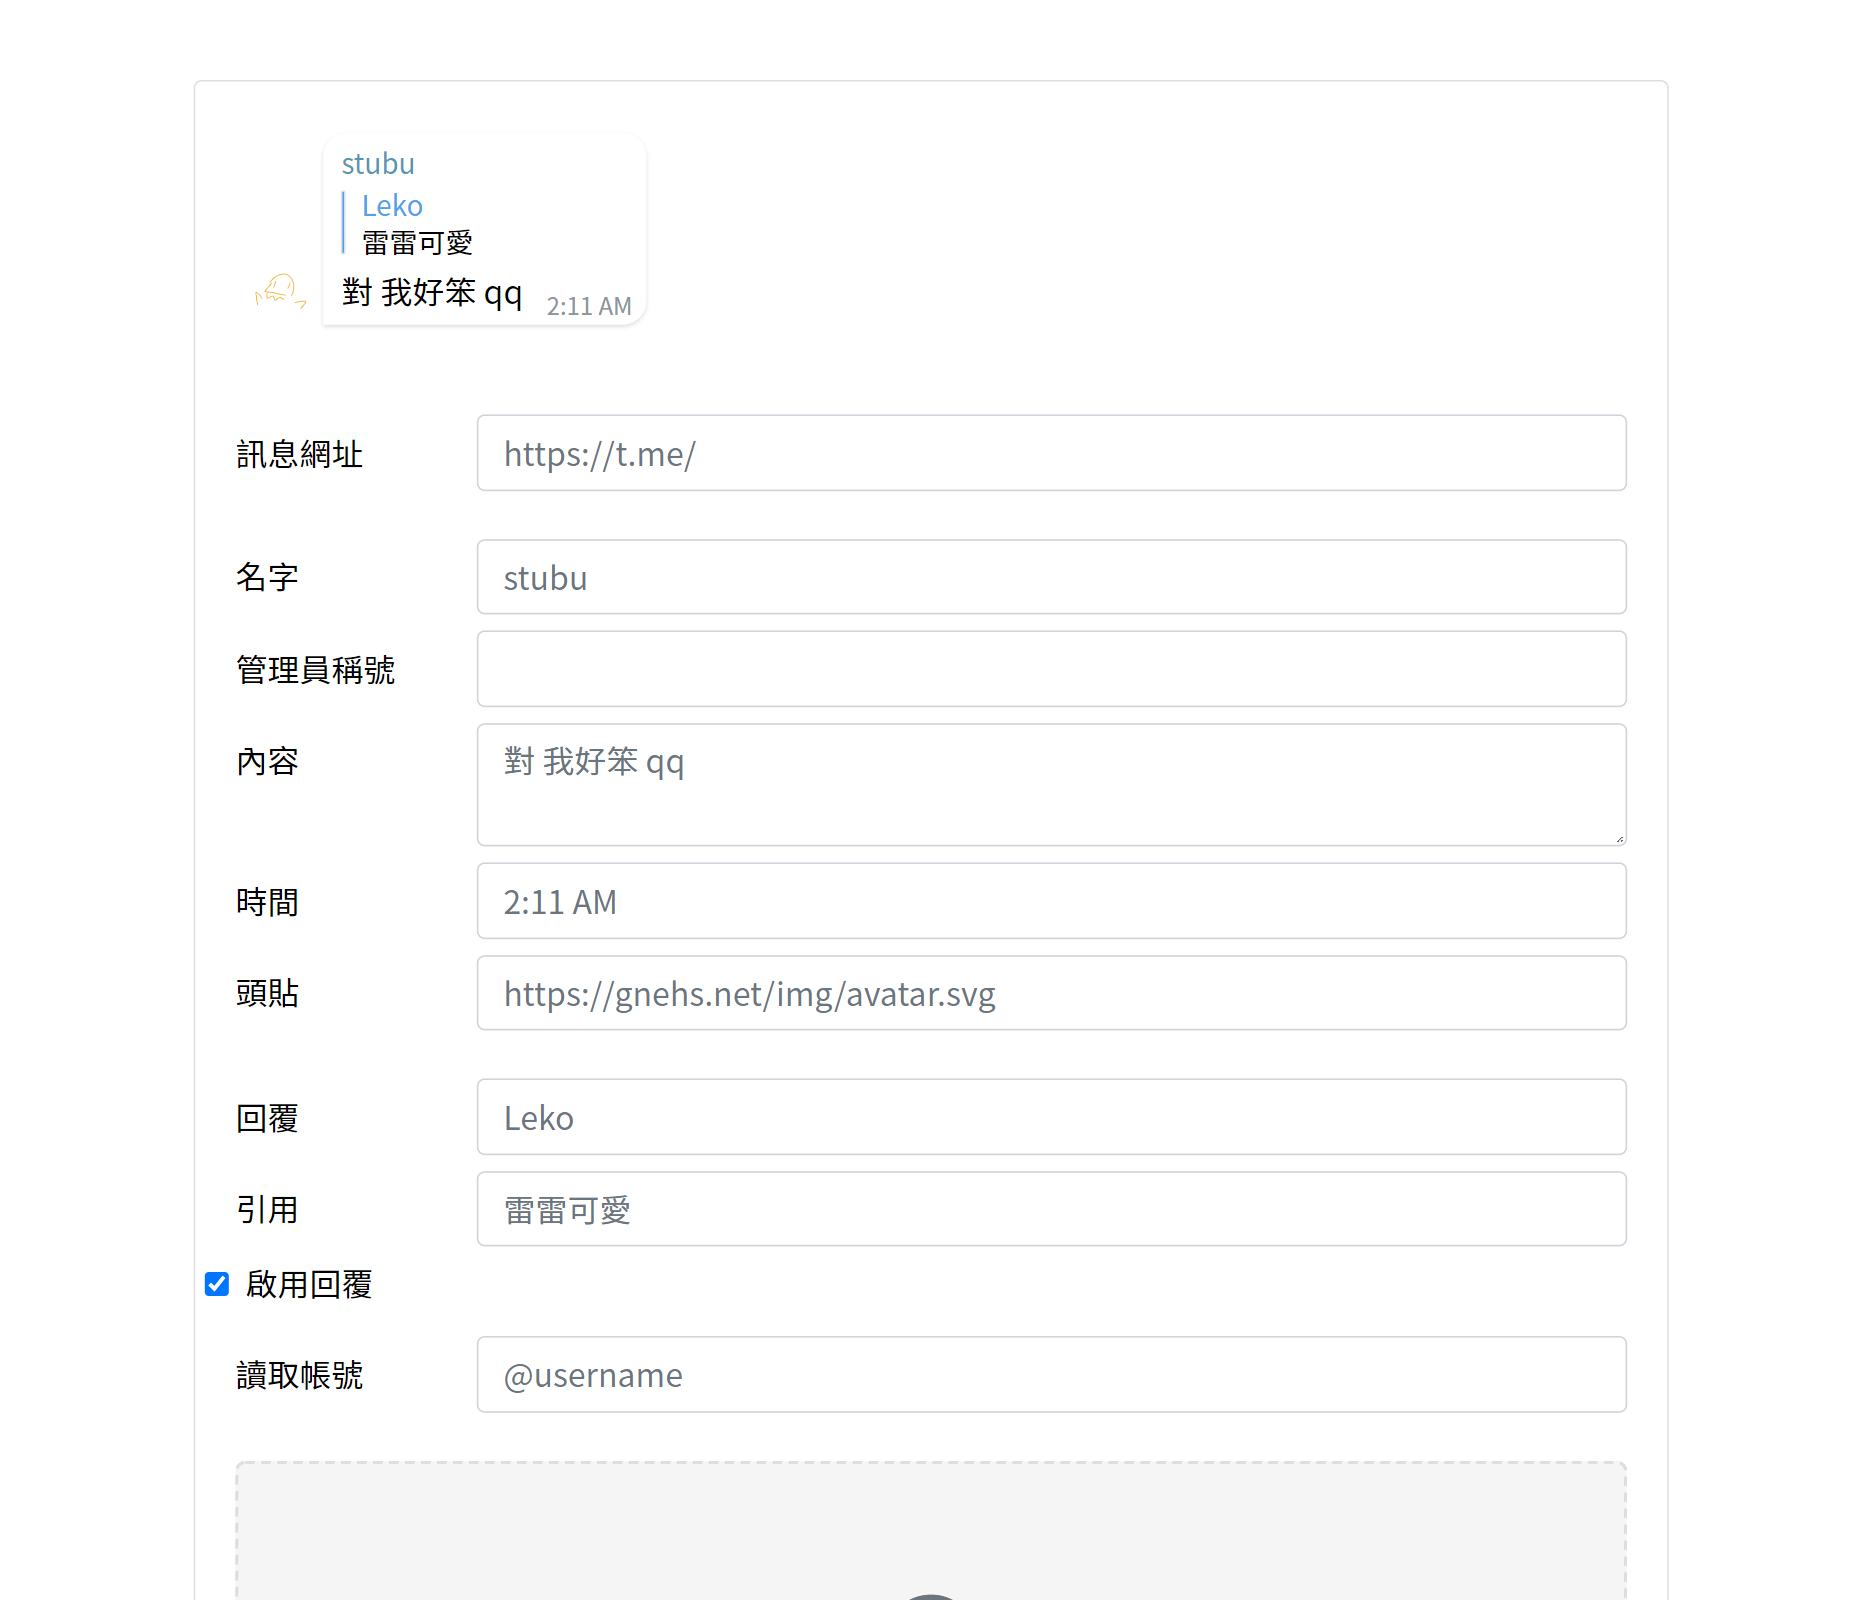 stubu
Leko
雷雷可愛
對 我好笨 qq
2:11 AM
訊息網址
https://t.me/
名字
stubu
管理員稱號
內容
對 我好笨 qq
時間
2:11 AM
頭貼
https://gnehs.net/img/avatar.svg
回覆
Leko
引用
雷雷可愛
啟用回覆
讀取帳號
@username